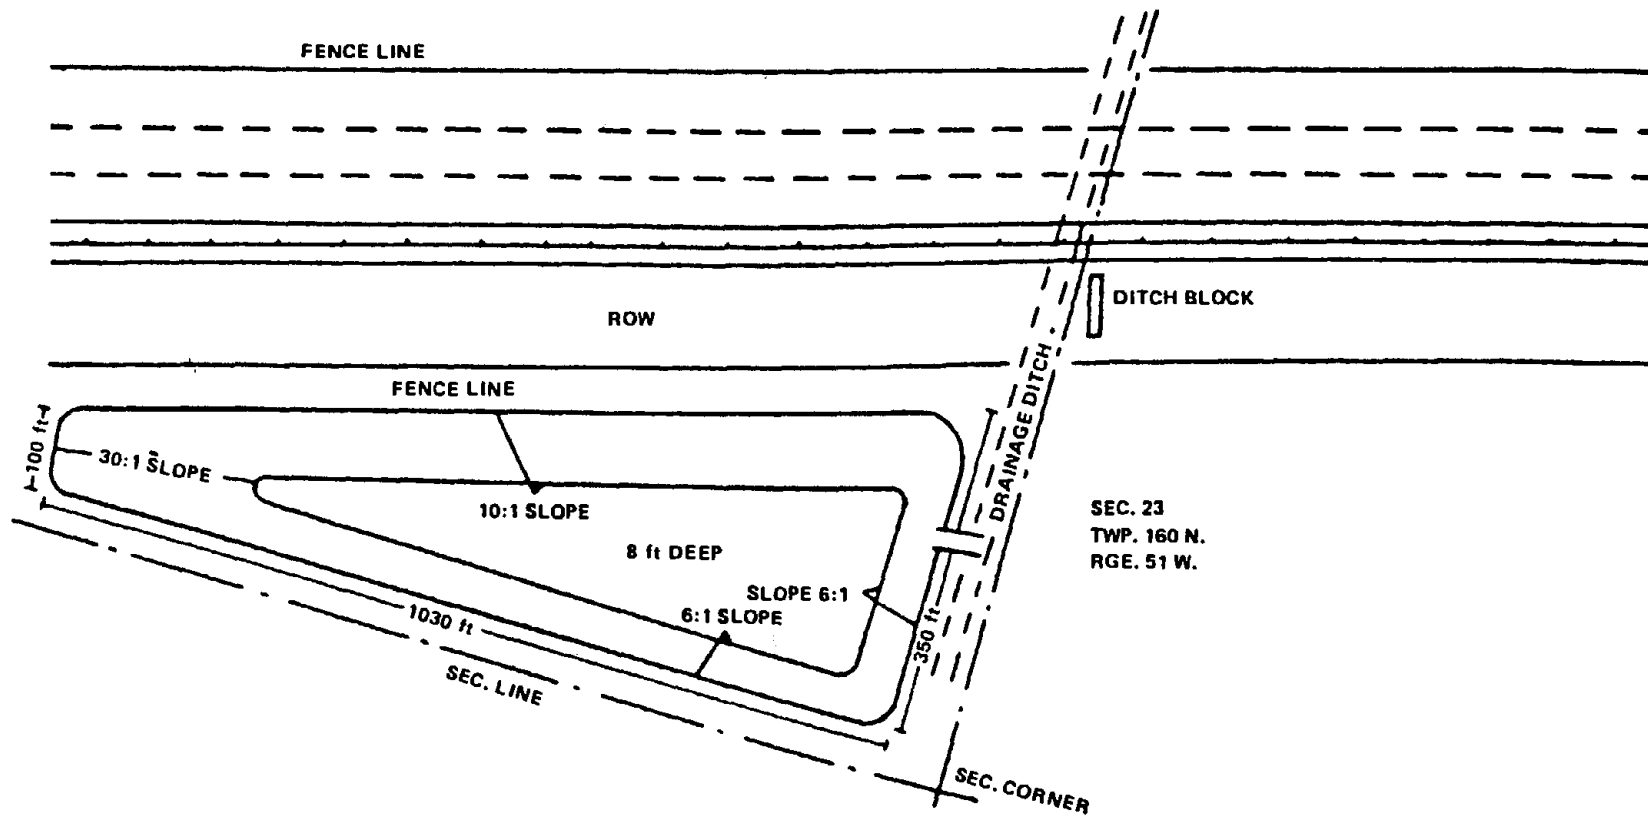 FENCE LINE
DITCH BLOCK
ROW
FENCE LINE
DRAINAGE DITCH
100 ft
30:1 SLOPE
10:1 SLOPE
SEC. 23
TWP. 160 N.
RGE. 51 W.
8 ft DEEP
SLOPE 6:1
6:1 SLOPE
1030 ft
350 ft
SEC. LINE
SEC. CORNER